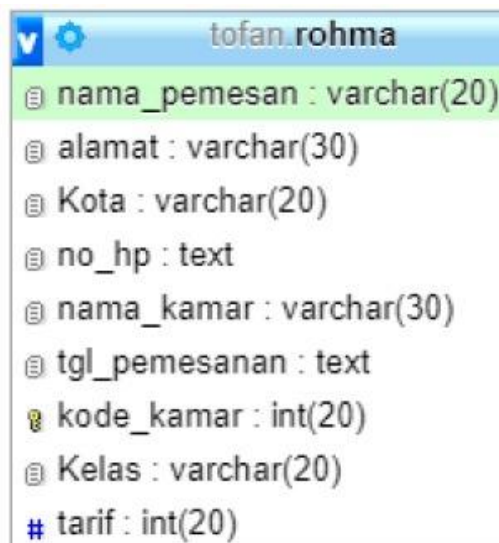 v tofan.rohma
nama_pemesan : varchar(20)
alamat : varchar(30)
Kota : varchar(20)
no_hp : text
nama_kamar : varchar(30)
tgl_pemesanan : text
kode_kamar : int(20)
Kelas : varchar(20)
# tarif : int(20)